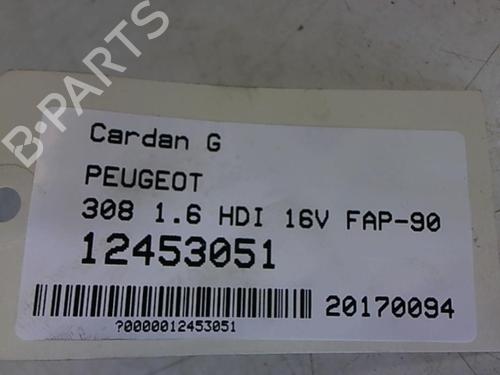 B-PARTS
Cardan G
PEUGEOT
308 1.6 HDI 16V FAP-90
12453051
20170094
?0000012453051